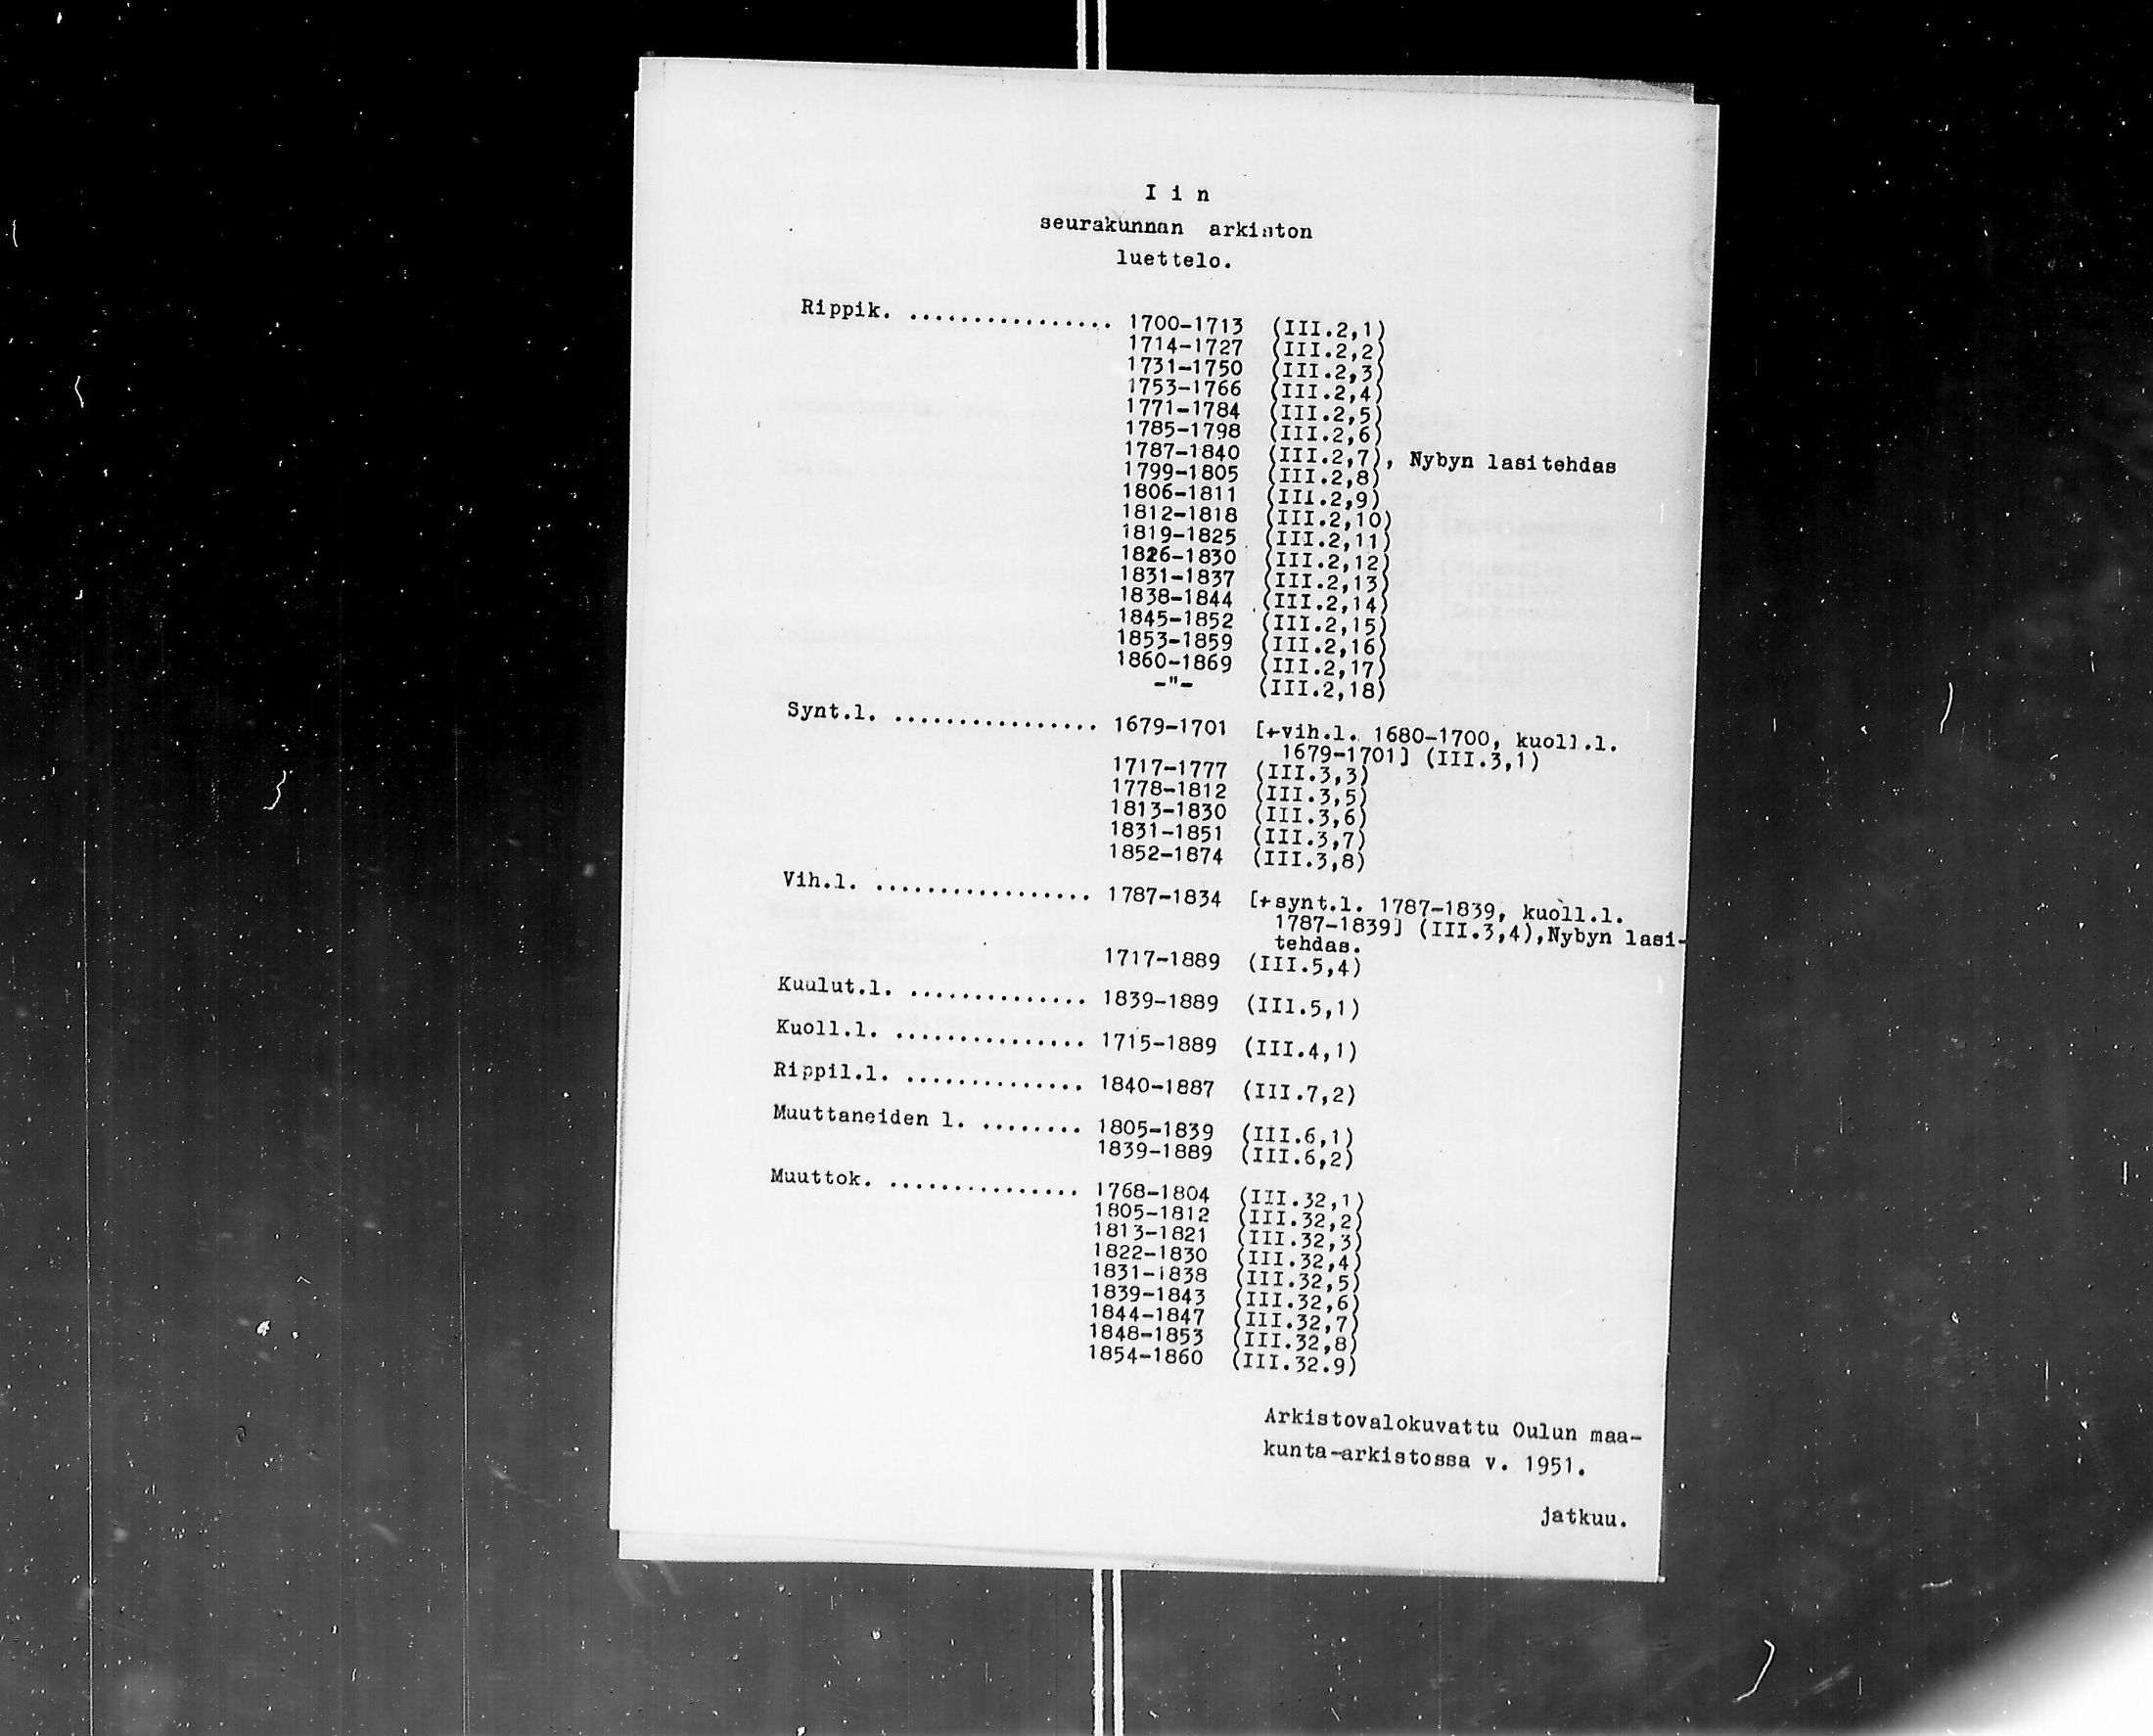 I i n
seurakunnan arkiston
luettelo.
Rippik. ................ 1700-1713 (III.2,1)
1714-1727 (III.2,2)
1731-1750 (III.2,3)
1753-1766 (III.2,4)
1771-1784 (III.2,5)
1785-1798 (III.2,6)
1787-1840 (III.2,7), Nybyn lasitehdas
1799-1805 (III.2,8)
1806-1811 (III.2,9)
1812-1818 (III.2,10)
1819-1825 (III.2,11)
1826-1830 (III.2,12)
1831-1837 (III.2,13)
1838-1844 (III.2,14)
1845-1852 (III.2,15)
1853-1859 (III.2,16)
1860-1869 (III.2,17)
-"- (III.2,18)
Synt.l. ................ 1679-1701 [+vih.l. 1680-1700, kuoll.l.
1679-1701] (III.3,1)
1717-1777 (III.3,3)
1778-1812 (III.3,5)
1813-1830 (III.3,6)
1831-1851 (III.3,7)
1852-1874 (III.3,8)
Vih.l. ................. 1787-1834 [+synt.l. 1787-1839, kuoll.l.
1787-1839] (III.3,4),Nybyn lasi-
tehdas.
1717-1889 (III.5,4)
Kuulut.l. .............. 1839-1889 (III.5,1)
Kuoll.l. ............... 1715-1889 (III.4,1)
Rippil.l. .............. 1840-1887 (III.7,2)
Muuttaneiden l. ........ 1805-1839 (III.6,1)
1839-1889 (III.6,2)
Muuttok. ............... 1768-1804 (III.32,1)
1805-1812 (III.32,2)
1813-1821 (III.32,3)
1822-1830 (III.32,4)
1831-1838 (III.32,5)
1839-1843 (III.32,6)
1844-1847 (III.32,7)
1848-1853 (III.32,8)
1854-1860 (III.32.9)
Arkistovalokuvattu Oulun maa-
kunta-arkistossa v. 1951.
jatkuu.